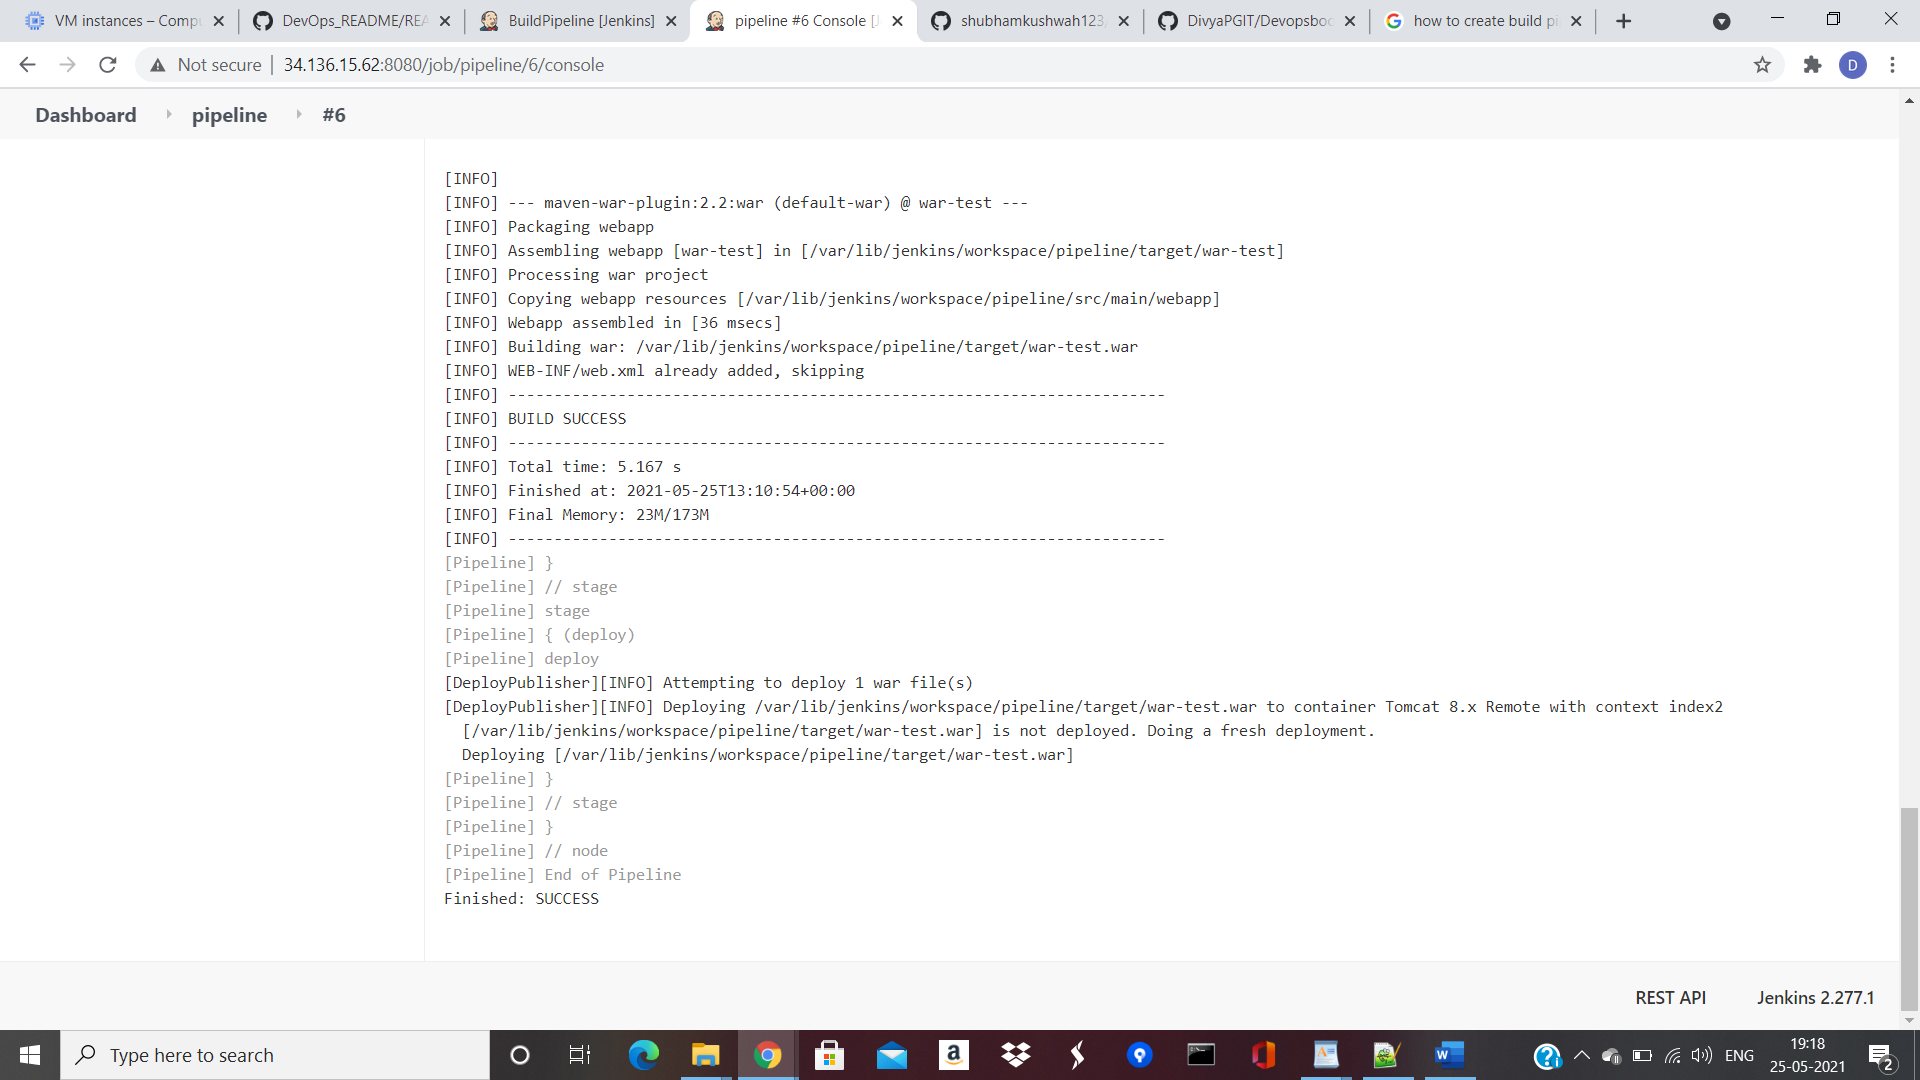 VM instances – Compu
DevOps_README/REA
BuildPipeline [Jenkins]
pipeline #6 Console [J
shubhamkushwah123
DivyaPGIT/Devopsboo
how to create build pi
Not secure
34.136.15.62:8080/job/pipeline/6/console
D
Dashboard
pipeline
#6
[INFO]
[INFO] --- maven-war-plugin:2.2:war (default-war) @ war-test ---
[INFO] Packaging webapp
[INFO] Assembling webapp [war-test] in [/var/lib/jenkins/workspace/pipeline/target/war-test]
[INFO] Processing war project
[INFO] Copying webapp resources [/var/lib/jenkins/workspace/pipeline/src/main/webapp]
[INFO] Webapp assembled in [36 msecs]
[INFO] Building war: /var/lib/jenkins/workspace/pipeline/target/war-test.war
[INFO] WEB-INF/web.xml already added, skipping
[INFO] ------------------------------------------------------------------------
[INFO] BUILD SUCCESS
[INFO] ------------------------------------------------------------------------
[INFO] Total time: 5.167 s
[INFO] Finished at: 2021-05-25T13:10:54+00:00
[INFO] Final Memory: 23M/173M
[INFO] ------------------------------------------------------------------------
[Pipeline] }
[Pipeline] // stage
[Pipeline] stage
[Pipeline] { (deploy)
[Pipeline] deploy
[DeployPublisher][INFO] Attempting to deploy 1 war file(s)
[DeployPublisher][INFO] Deploying /var/lib/jenkins/workspace/pipeline/target/war-test.war to container Tomcat 8.x Remote with context index2
[/var/lib/jenkins/workspace/pipeline/target/war-test.war] is not deployed. Doing a fresh deployment.
Deploying [/var/lib/jenkins/workspace/pipeline/target/war-test.war]
[Pipeline] }
[Pipeline] // stage
[Pipeline] }
[Pipeline] // node
[Pipeline] End of Pipeline
Finished: SUCCESS
REST API
Jenkins 2.277.1
Type here to search
ENG
19:18
25-05-2021
2